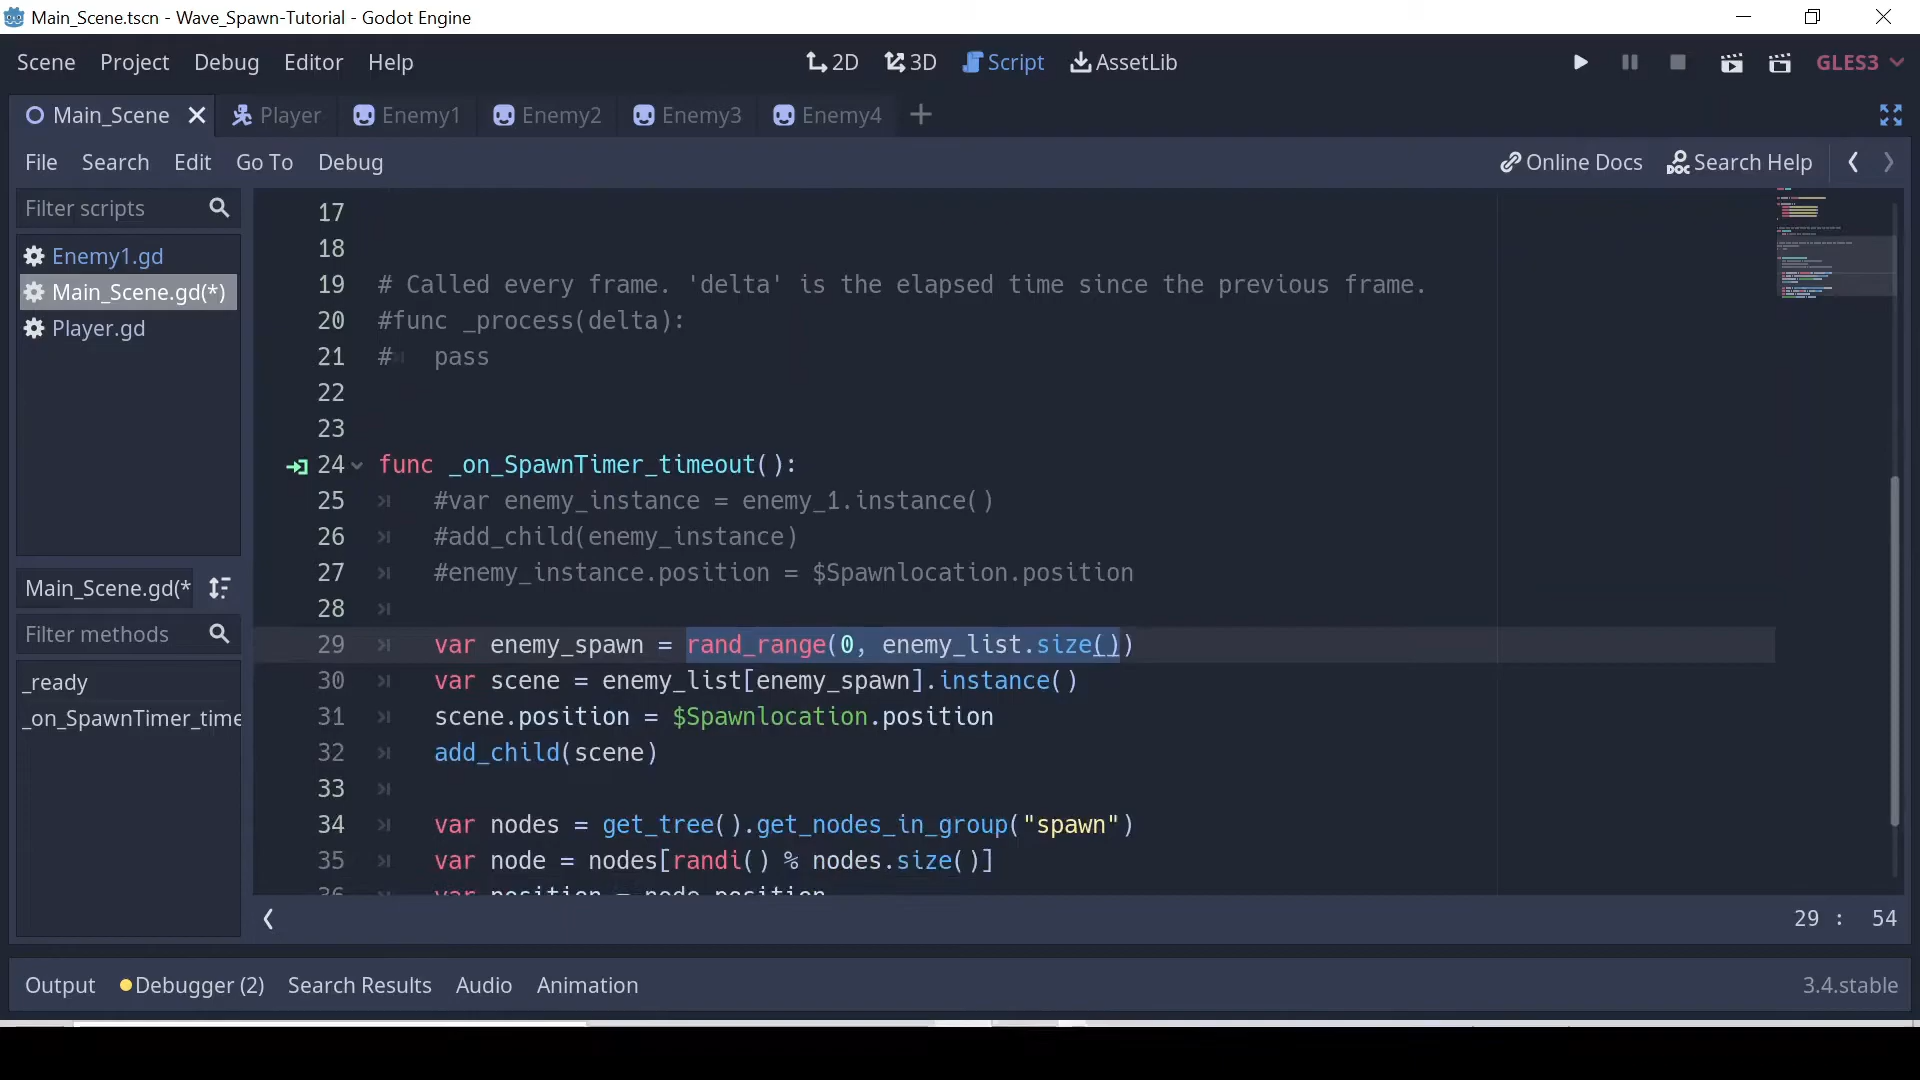 Main_Scene.tscn - Wave_Spawn-Tutorial - Godot Engine
Scene Project Debug Editor Help 2D 3D Script AssetLib GLES3
Main_Scene Player Enemy1 Enemy2 Enemy3 Enemy4
File Search Edit Go To Debug Online Docs Search Help
Filter scripts
Enemy1.gd
Main_Scene.gd(*)
Player.gd
Main_Scene.gd(*
Filter methods
_ready
_on_SpawnTimer_time
17
18
19 # Called every frame. 'delta' is the elapsed time since the previous frame.
20 #func _process(delta):
21 # pass
22
23
24 func _on_SpawnTimer_timeout():
25 #var enemy_instance = enemy_1.instance()
26 #add_child(enemy_instance)
27 #enemy_instance.position = $Spawnlocation.position
28
29 var enemy_spawn = rand_range(0, enemy_list.size())
30 var scene = enemy_list[enemy_spawn].instance()
31 scene.position = $Spawnlocation.position
32 add_child(scene)
33
34 var nodes = get_tree().get_nodes_in_group("spawn")
35 var node = nodes[randi() % nodes.size()]
36 var position = node.position
29 : 54
Output Debugger (2) Search Results Audio Animation 3.4.stable